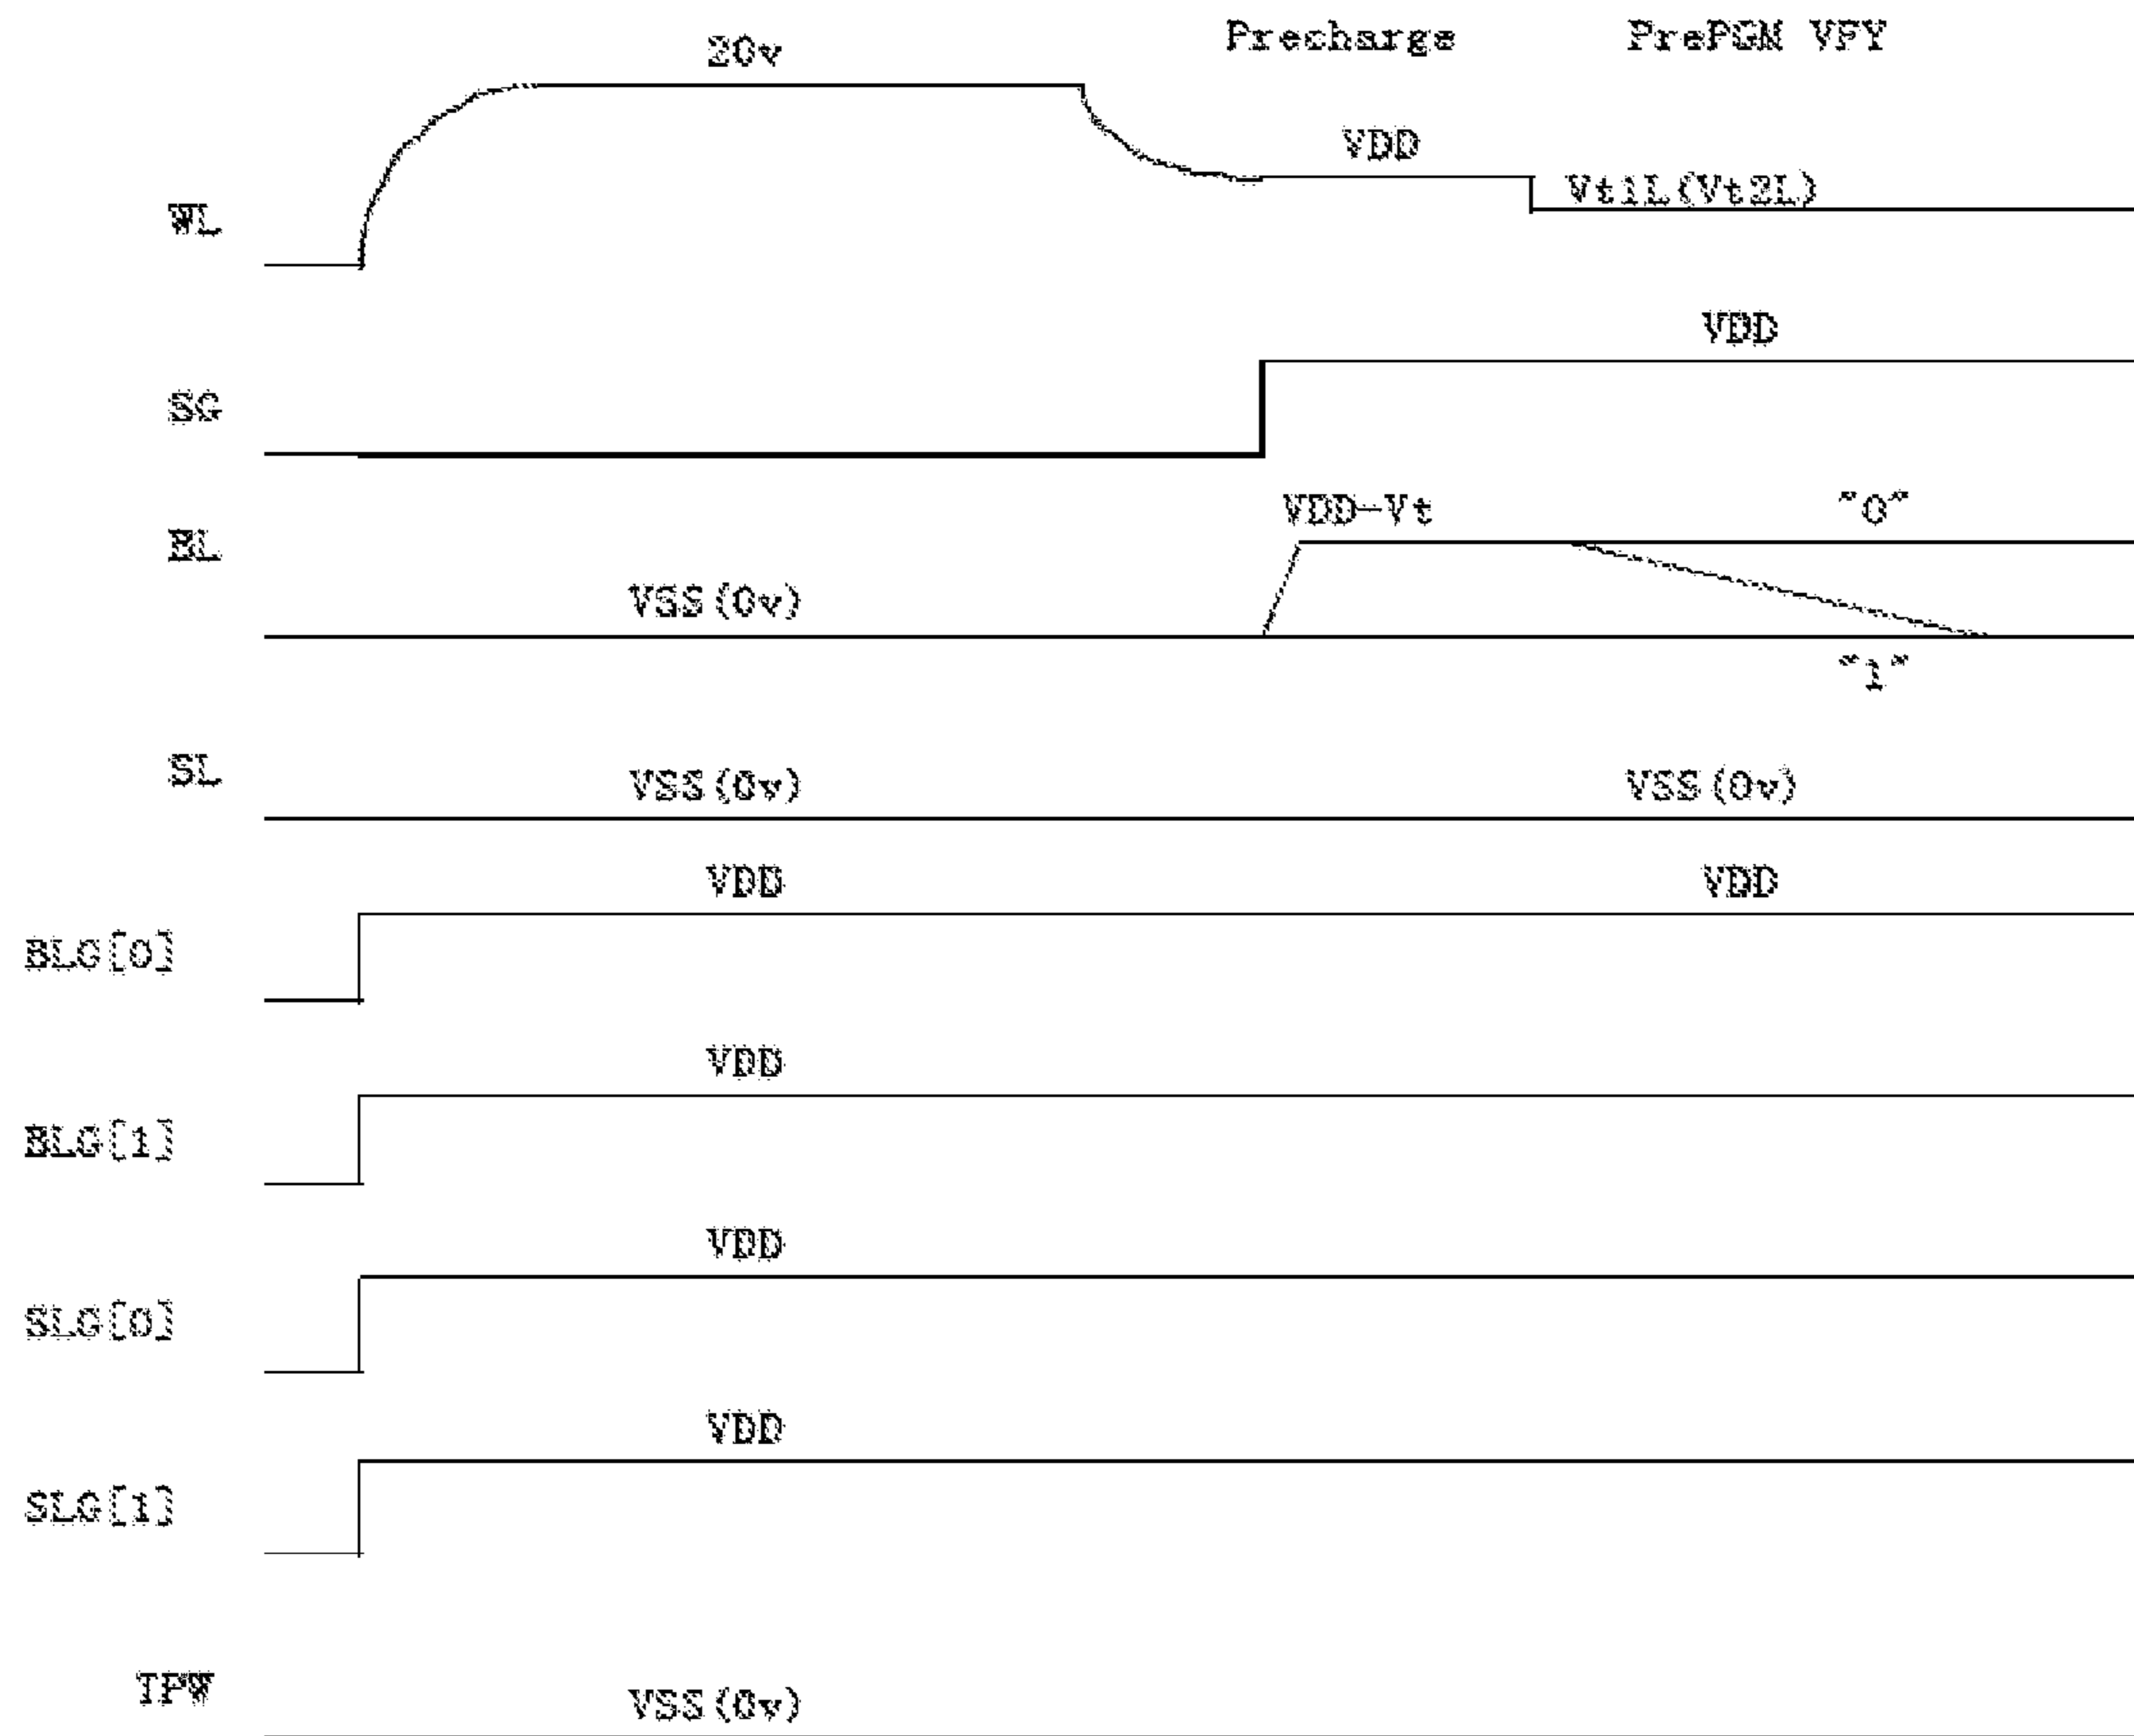 Precharge PrePGM VFY
20v
VDD
Vt1L(Vt2L)
WL
VDD
SG
VDD-Vt "0"
BL
VSS(0v)
"1"
SL
VSS(0v) VSS(0v)
VDD VDD
BLG[0]
VDD
BLG[1]
VDD
SLG[0]
VDD
SLG[1]
TPW
VSS(0v)